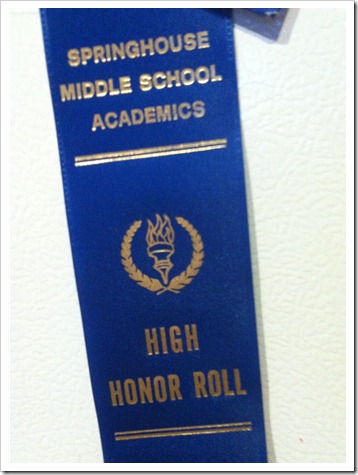 SPRINGHOUSE
MIDDLE SCHOOL
ACADEMICS
HIGH
HONOR ROLL